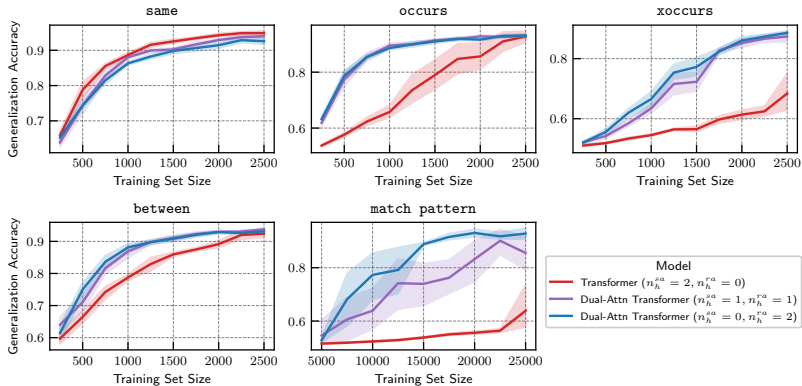 same
occurs
xoccurs
Generalization Accuracy
0.9
0.8
0.7
0.8
0.6
0.8
0.6
500 1000 1500 2000 2500
500 1000 1500 2000 2500
500 1000 1500 2000 2500
Training Set Size
Training Set Size
Training Set Size
between
match pattern
Generalization Accuracy
0.9
0.8
0.7
0.6
0.8
0.6
500 1000 1500 2000 2500
5000 10000 15000 20000 25000
Training Set Size
Training Set Size
Model
Transformer (n_h^{sa} = 2, n_h^{ra} = 0)
Dual-Attn Transformer (n_h^{sa} = 1, n_h^{ra} = 1)
Dual-Attn Transformer (n_h^{sa} = 0, n_h^{ra} = 2)